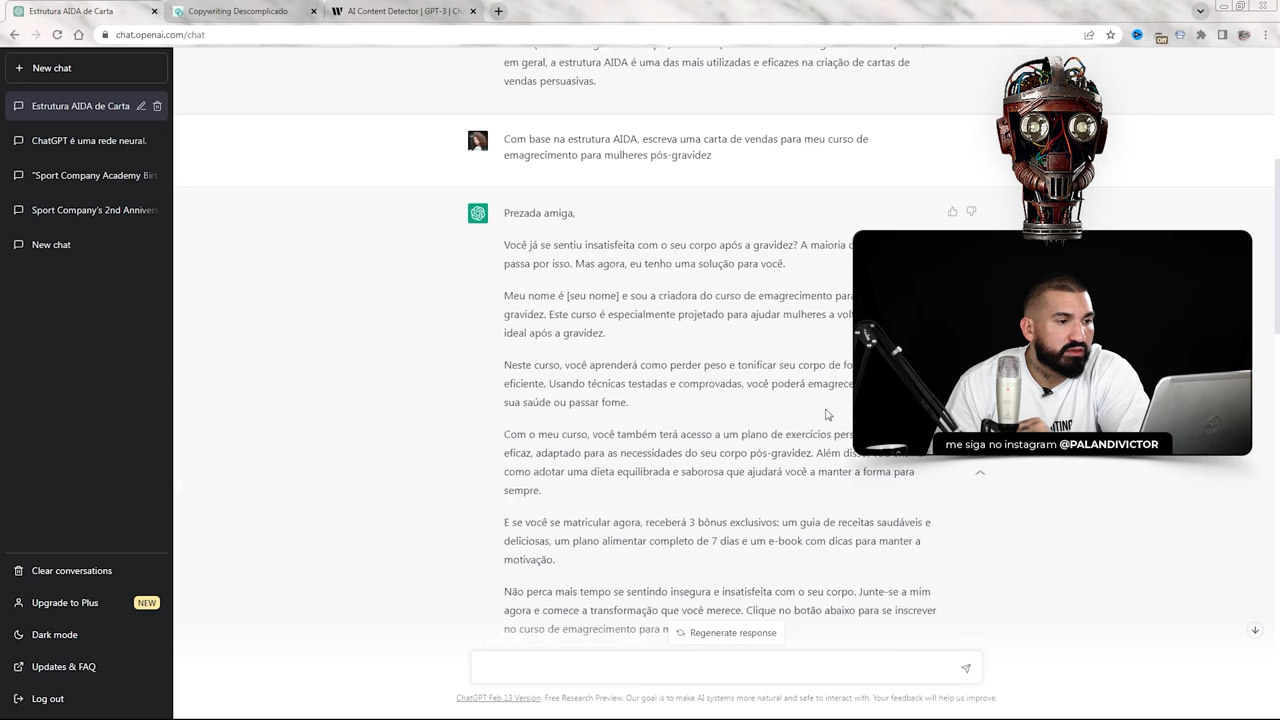 Estrutura AIDA de Carta
Copywriting Descomplicado
AI Content Detector | GPT-3 | Ch
chat.openai.com/chat
Off
New chat
Estrutura AIDA de Carta
ChatGPT é uma rede neural.
"Sport Company Academy Birt
Sport Company's 2nd Annivers
New chat
Clear conversations
Upgrade to Plus
NEW
Dark mode
Updates & FAQ
Log out
em geral, a estrutura AIDA é uma das mais utilizadas e eficazes na criação de cartas de
vendas persuasivas.
Com base na estrutura AIDA, escreva uma carta de vendas para meu curso de
emagrecimento para mulheres pós-gravidez
Prezada amiga,
Você já se sentiu insatisfeita com o seu corpo após a gravidez? A maioria
passa por isso. Mas agora, eu tenho uma solução para você.
Meu nome é [seu nome] e sou a criadora do curso de emagrecimento para
gravidez. Este curso é especialmente projetado para ajudar mulheres a
ideal após a gravidez.
Neste curso, você aprenderá como perder peso e tonificar seu corpo de
eficiente. Usando técnicas testadas e comprovadas, você poderá
sua saúde ou passar fome.
Com o meu curso, você também terá acesso a um plano de exercícios
eficaz, adaptado para as necessidades do seu corpo pós-gravidez. Além
como adotar uma dieta equilibrada e saborosa que ajudará você a manter a forma para
sempre.
E se você se matricular agora, receberá 3 bônus exclusivos: um guia de receitas saudáveis e
deliciosas, um plano alimentar completo de 7 dias e um e-book com dicas para manter a
motivação.
Não perca mais tempo se sentindo insegura e insatisfeita com o seu corpo. Junte-se a mim
agora e comece a transformação que você merece. Clique no botão abaixo para se inscrever
no curso de emagrecimento para
Regenerate response
ChatGPT Feb 13 Version. Free Research Preview. Our goal is to make AI systems more natural and safe to interact with. Your feedback will help us improve.
me siga no instagram @PALANDIVICTOR